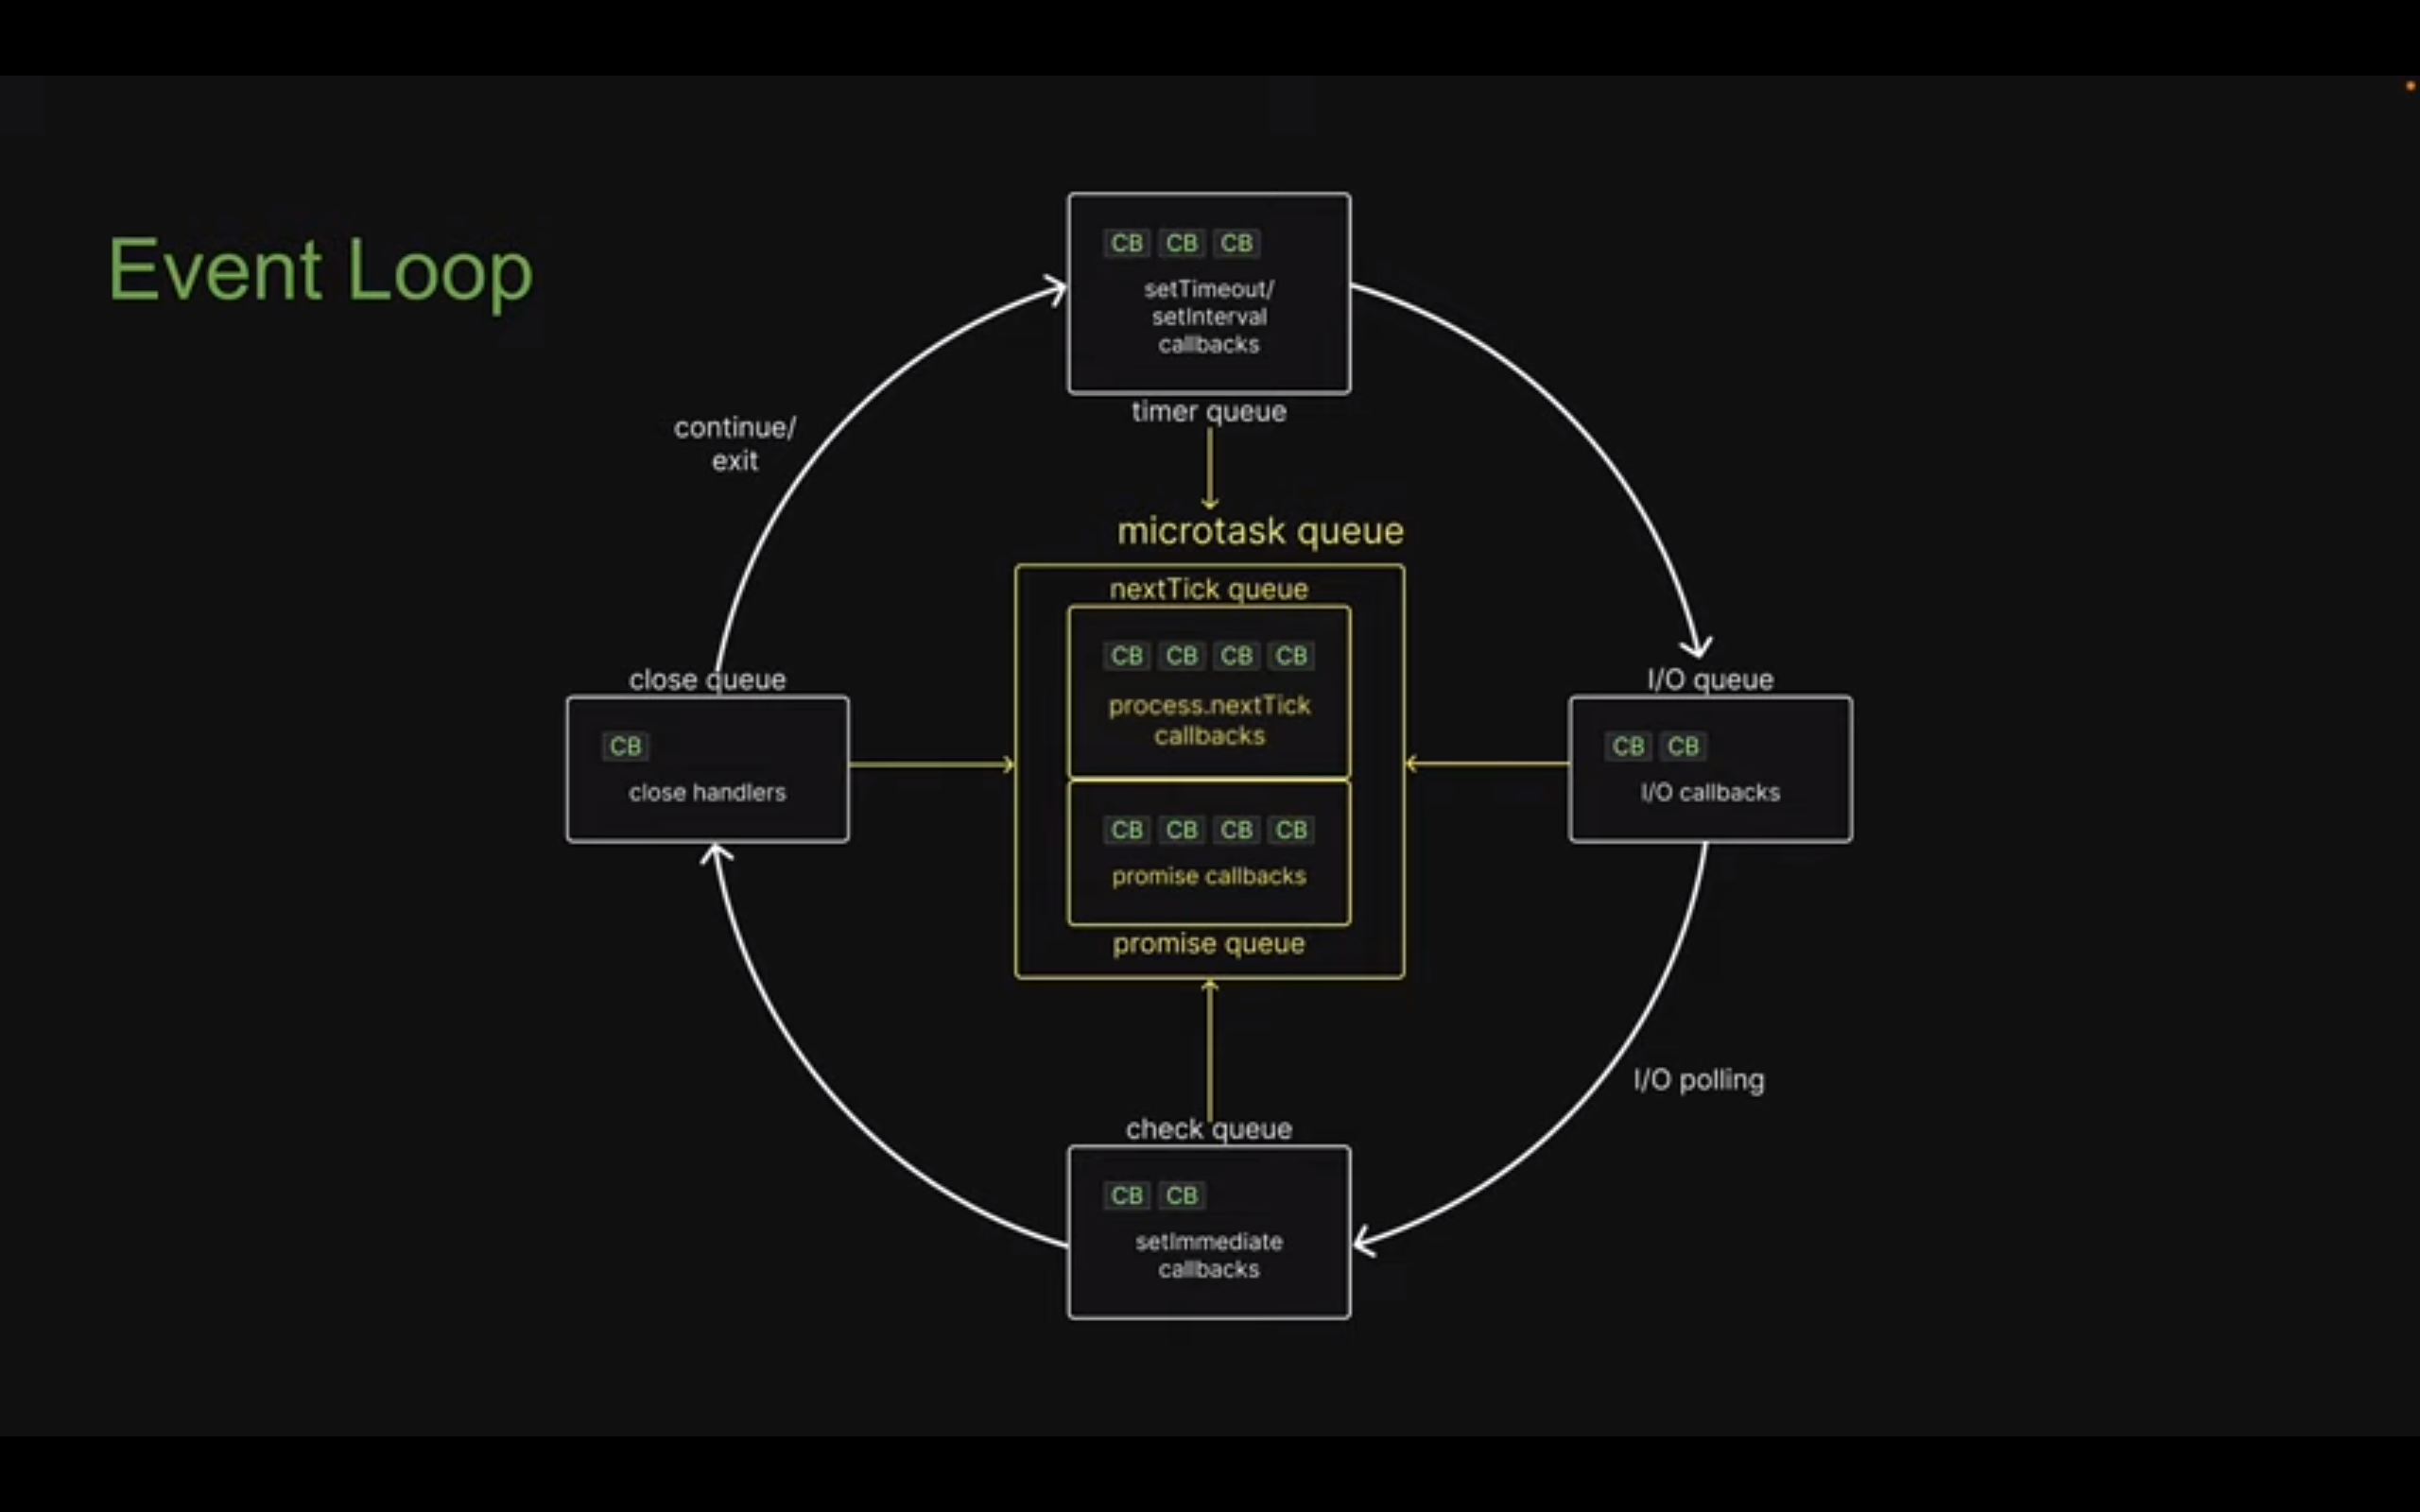 Event Loop
CB CB CB
setTimeout/
setInterval
callbacks
timer queue
continue/
exit
microtask queue
nextTick queue
CB CB CB CB
process.nextTick
callbacks
CB CB CB CB
promise callbacks
promise queue
close queue
CB
close handlers
I/O queue
CB CB
I/O callbacks
I/O polling
check queue
CB CB
setImmediate
callbacks